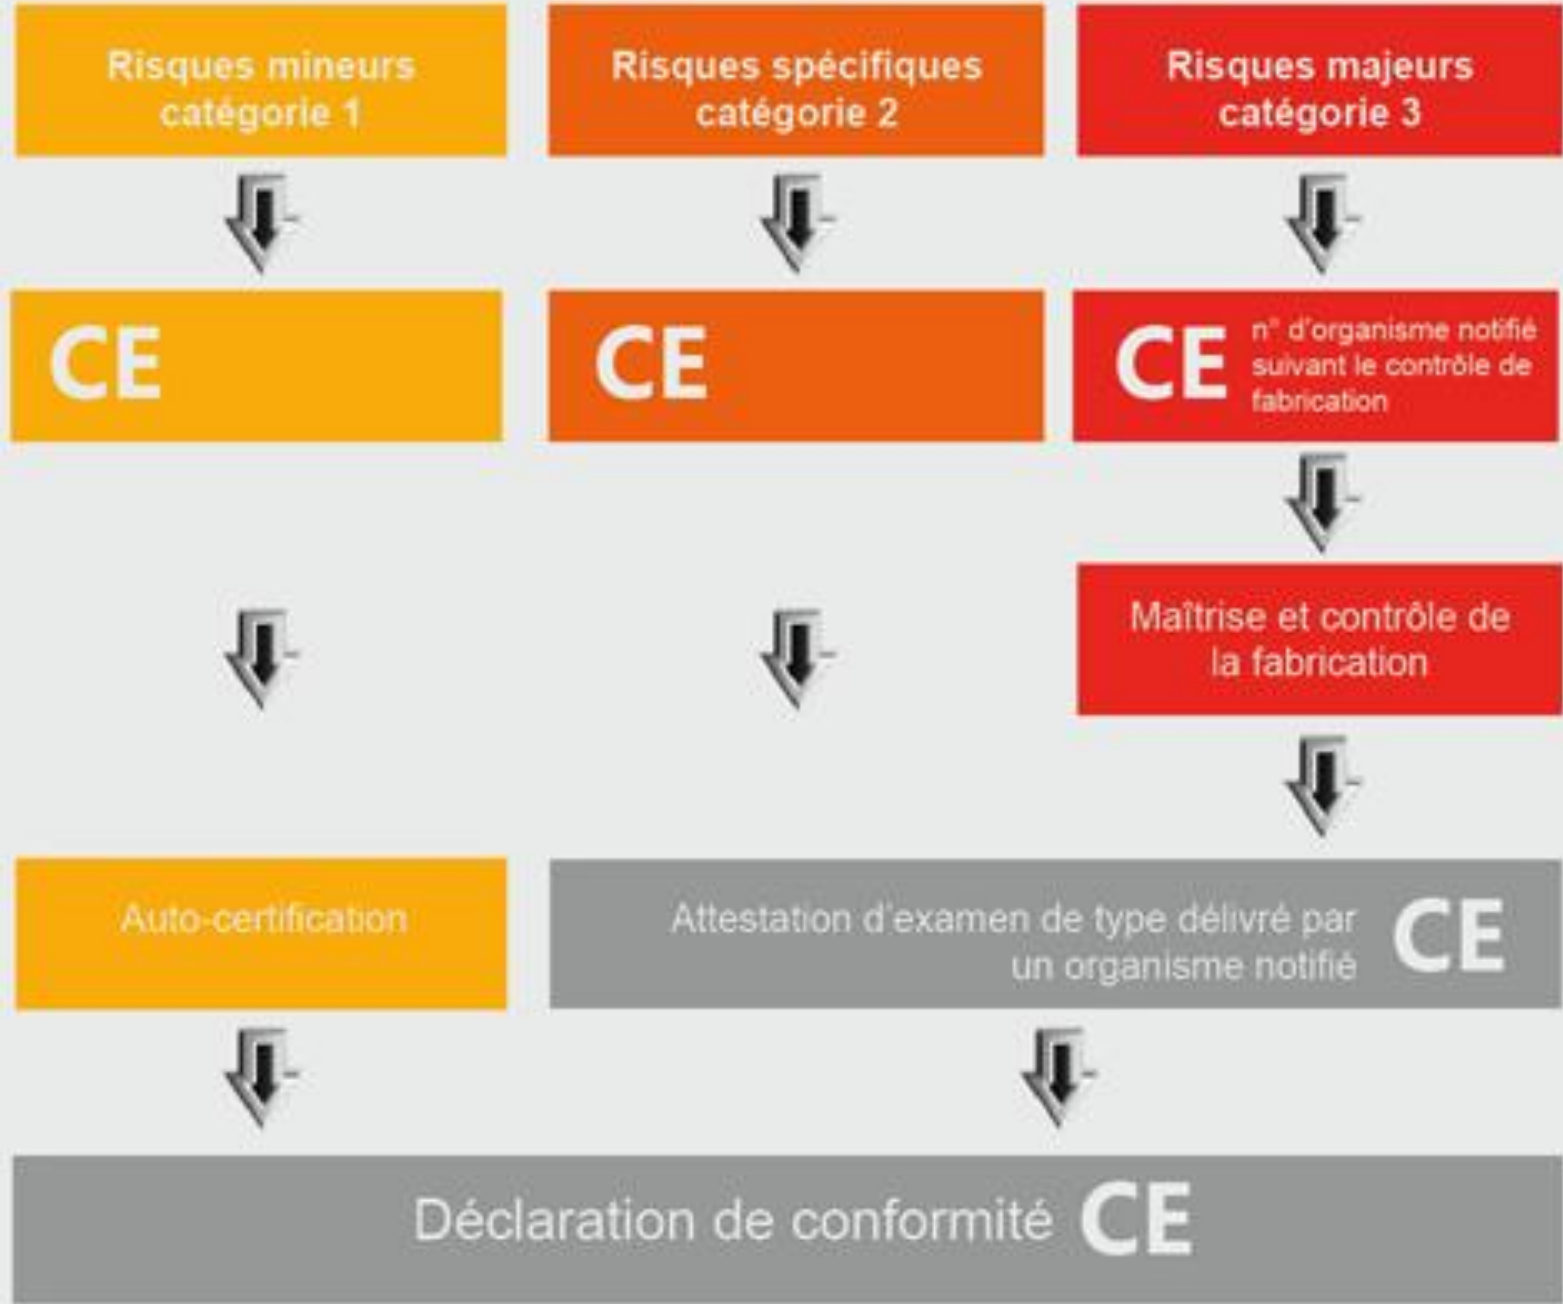 Risques mineurs
catégorie 1
Risques spécifiques
catégorie 2
Risques majeurs
catégorie 3
CE
CE
CE
n° d'organisme notifié
suivant le contrôle de
fabrication
Maîtrise et contrôle de
la fabrication
Auto-certification
Attestation d'examen de type délivré par
un organisme notifié
CE
Déclaration de conformité CE